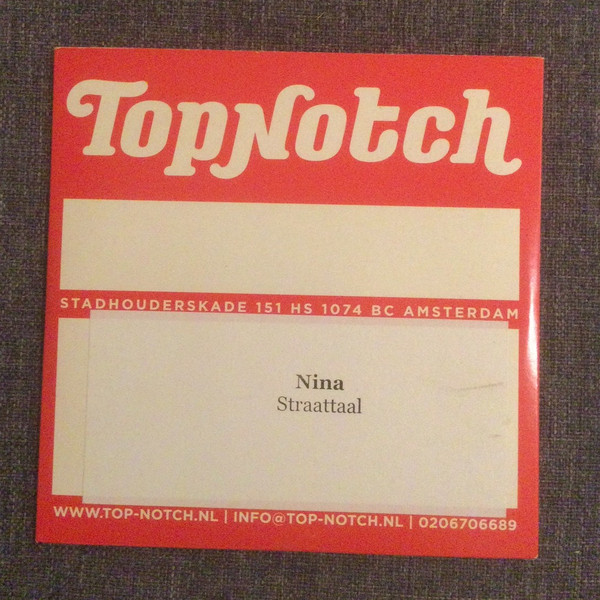 TopNotch
STADHOUDERSKADE 151 HS 1074 BC AMSTERDAM
Nina
Straattaal
WWW.TOP-NOTCH.NL | INFO@TOP-NOTCH.NL | 0206706689